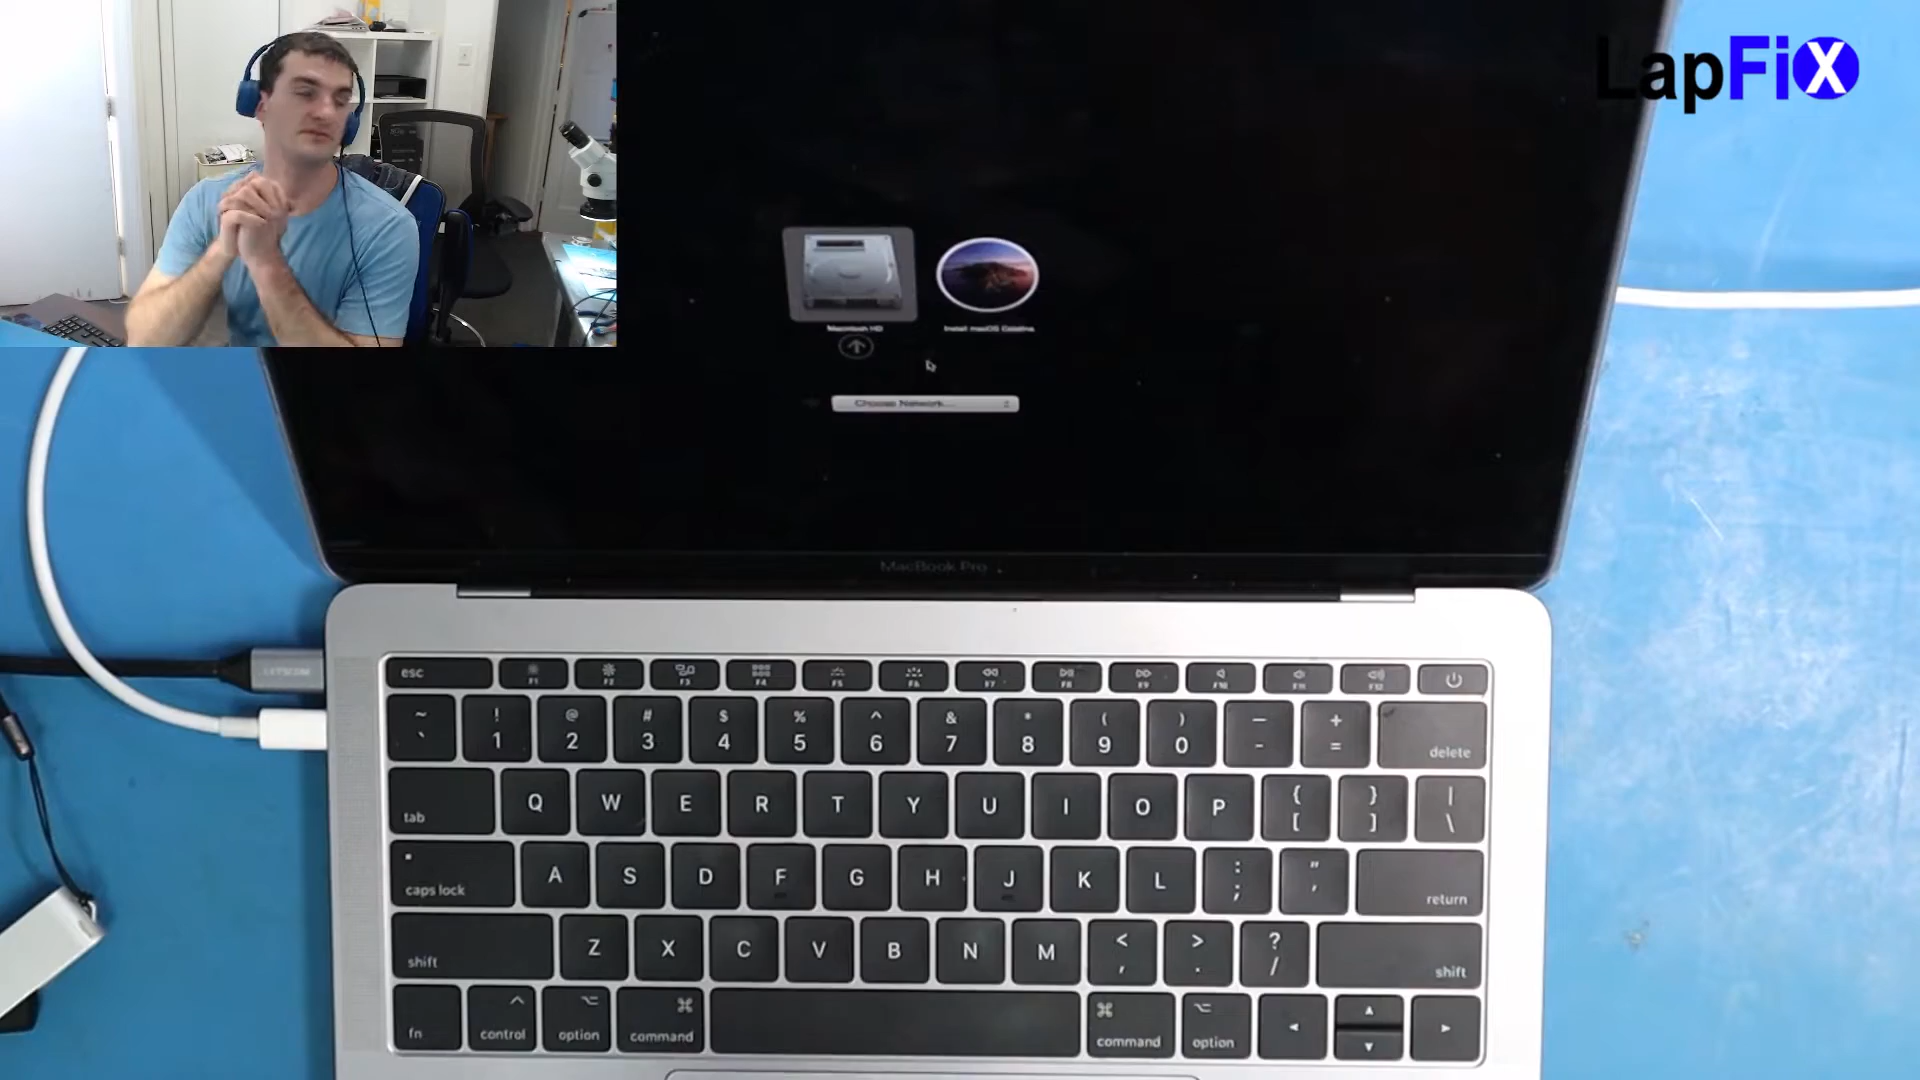 LapFiX
Macintosh HD
Install macOS Catalina
Choose Network...
MacBook Pro
esc
F1
F2
F3
F4
F5
F6
F7
F8
F9
F10
F11
F12
~ `
! 1
@ 2
# 3
$ 4
% 5
^ 6
& 7
* 8
( 9
) 0
— -
+ =
delete
tab
Q
W
E
R
T
Y
U
I
O
P
{ [
} ]
| \
caps lock
A
S
D
F
G
H
J
K
L
: ;
" '
return
shift
Z
X
C
V
B
N
M
< ,
> .
? /
shift
fn
control
option
command
command
option